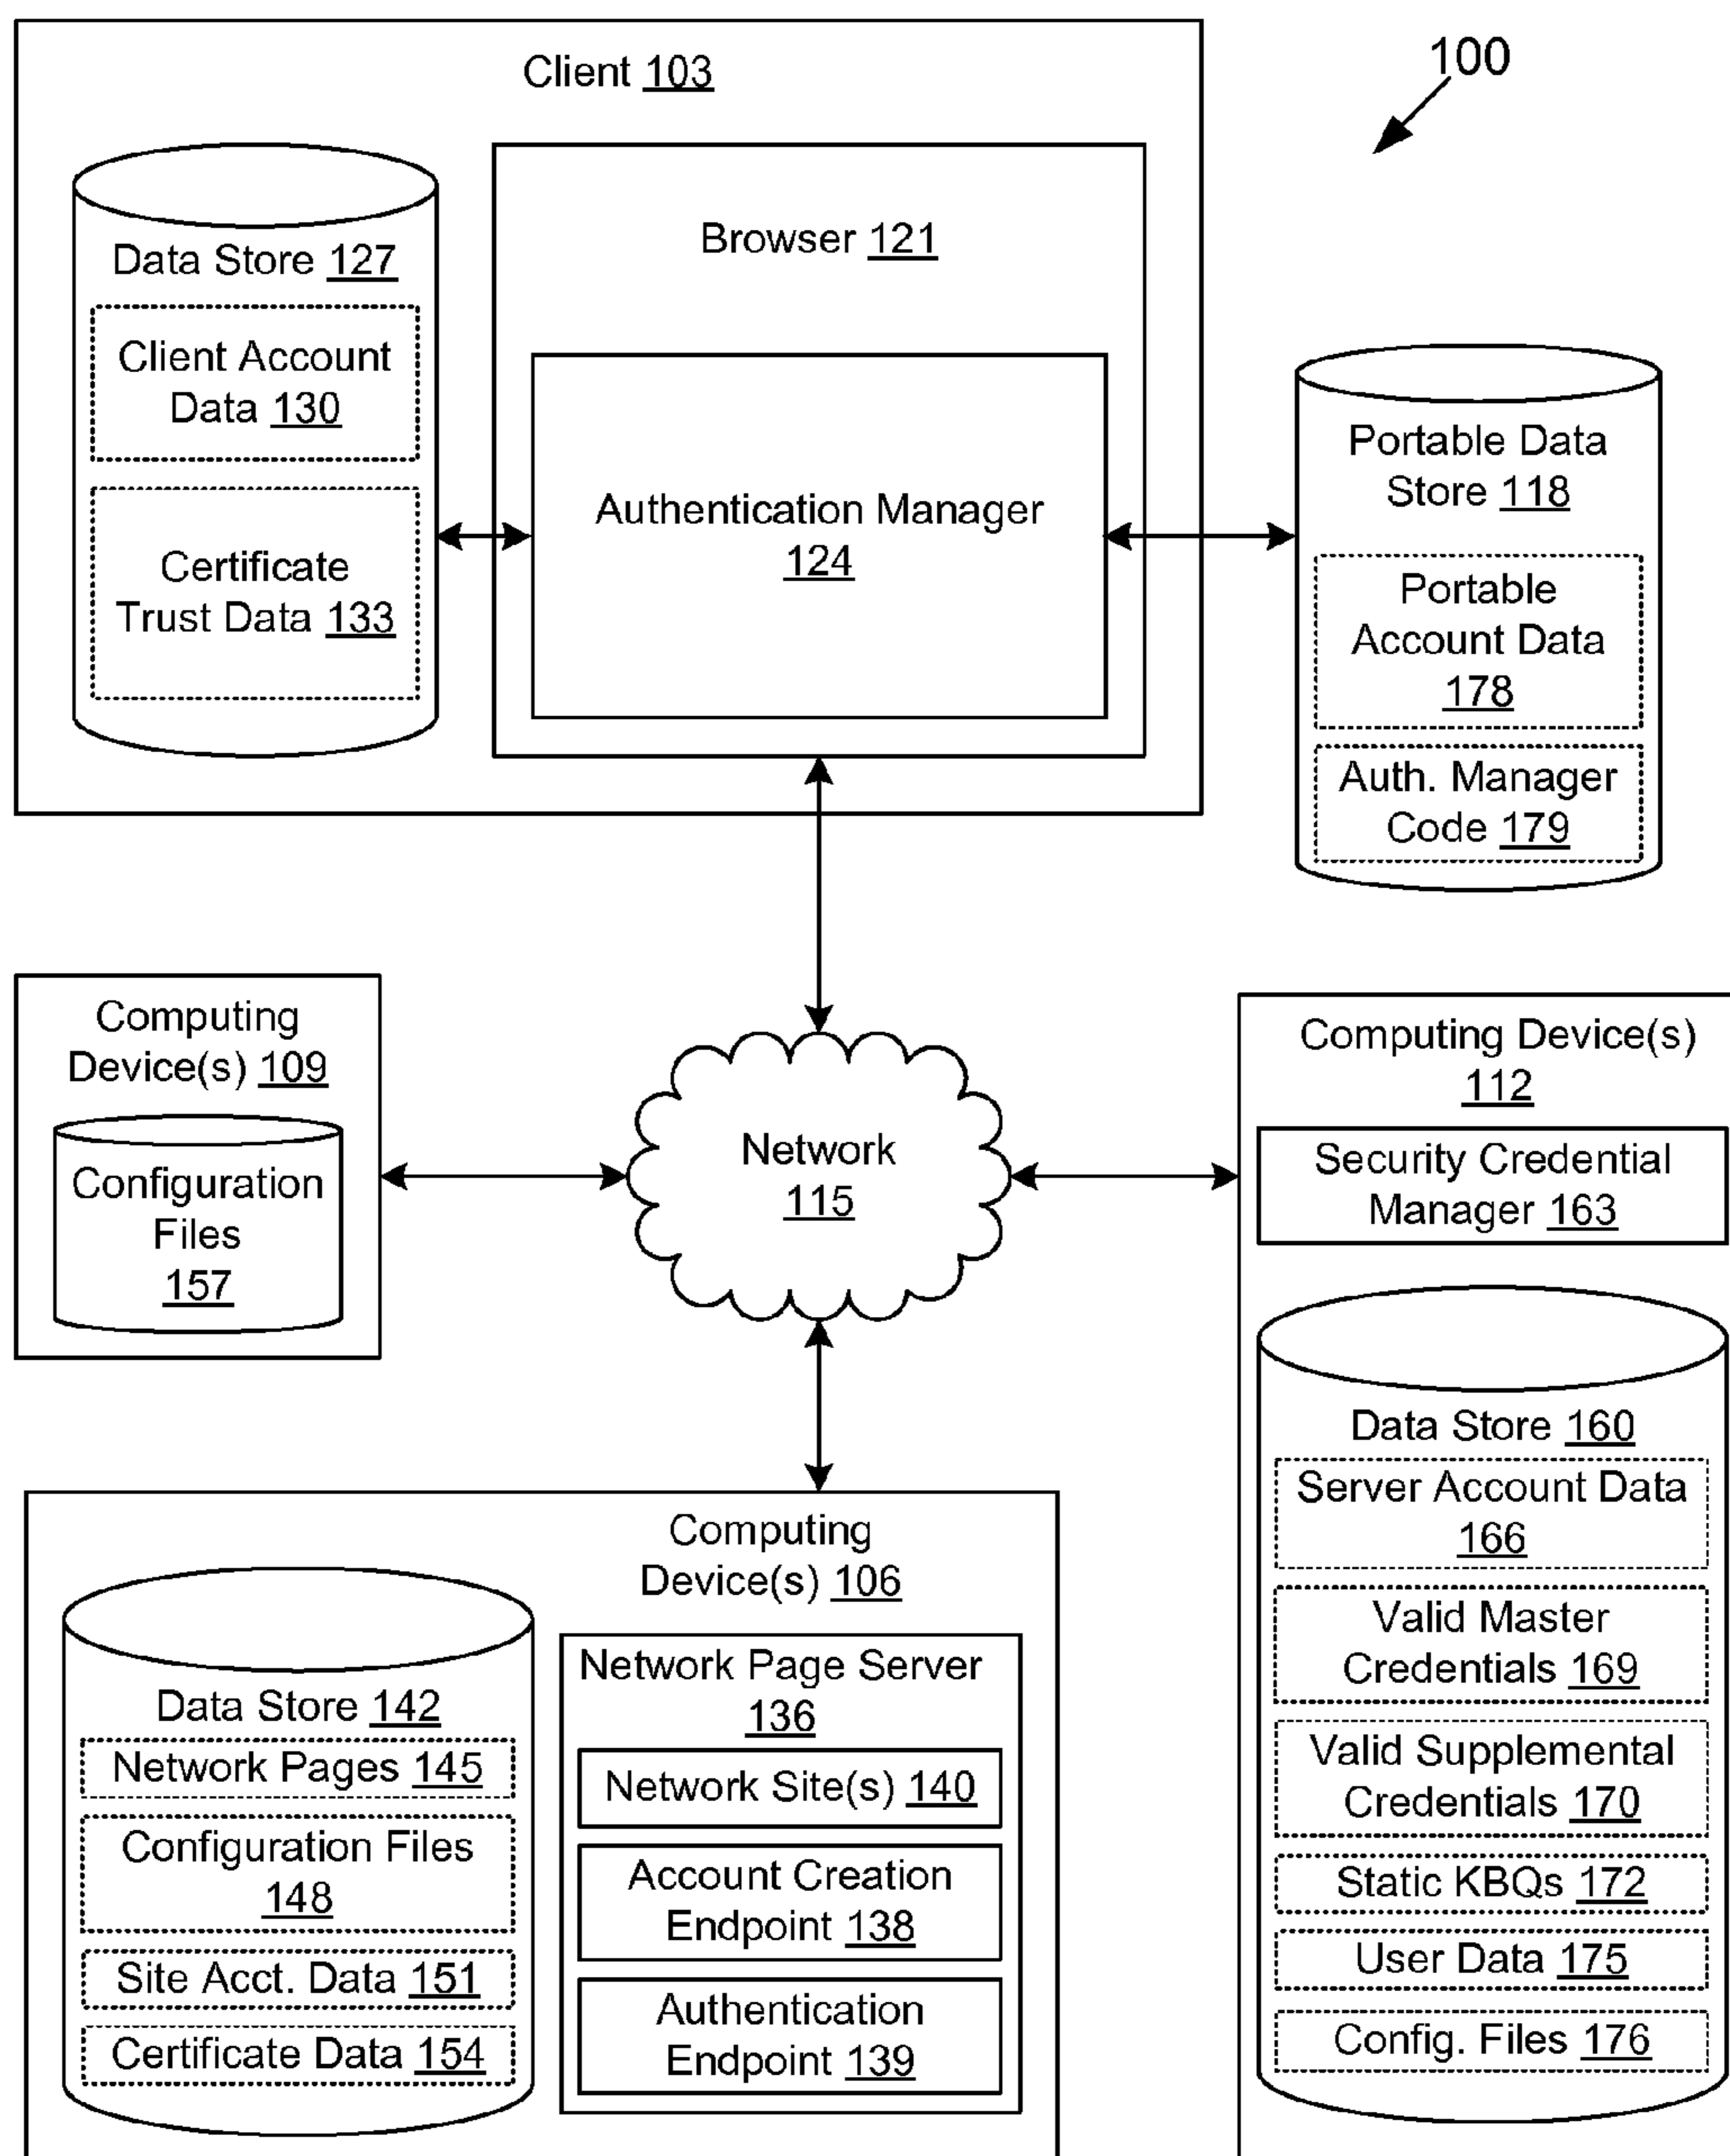 Client 103
100
Data Store 127
Client Account
Data 130
Certificate
Trust Data 133
Browser 121
Authentication Manager
124
Portable Data
Store 118
Portable
Account Data
178
Auth. Manager
Code 179
Computing
Device(s) 109
Configuration
Files
157
Network
115
Computing Device(s)
112
Security Credential
Manager 163
Data Store 160
Server Account Data
166
Valid Master
Credentials 169
Valid Supplemental
Credentials 170
Static KBQs 172
User Data 175
Config. Files 176
Computing
Device(s) 106
Data Store 142
Network Pages 145
Configuration Files
148
Site Acct. Data 151
Certificate Data 154
Network Page Server
136
Network Site(s) 140
Account Creation
Endpoint 138
Authentication
Endpoint 139